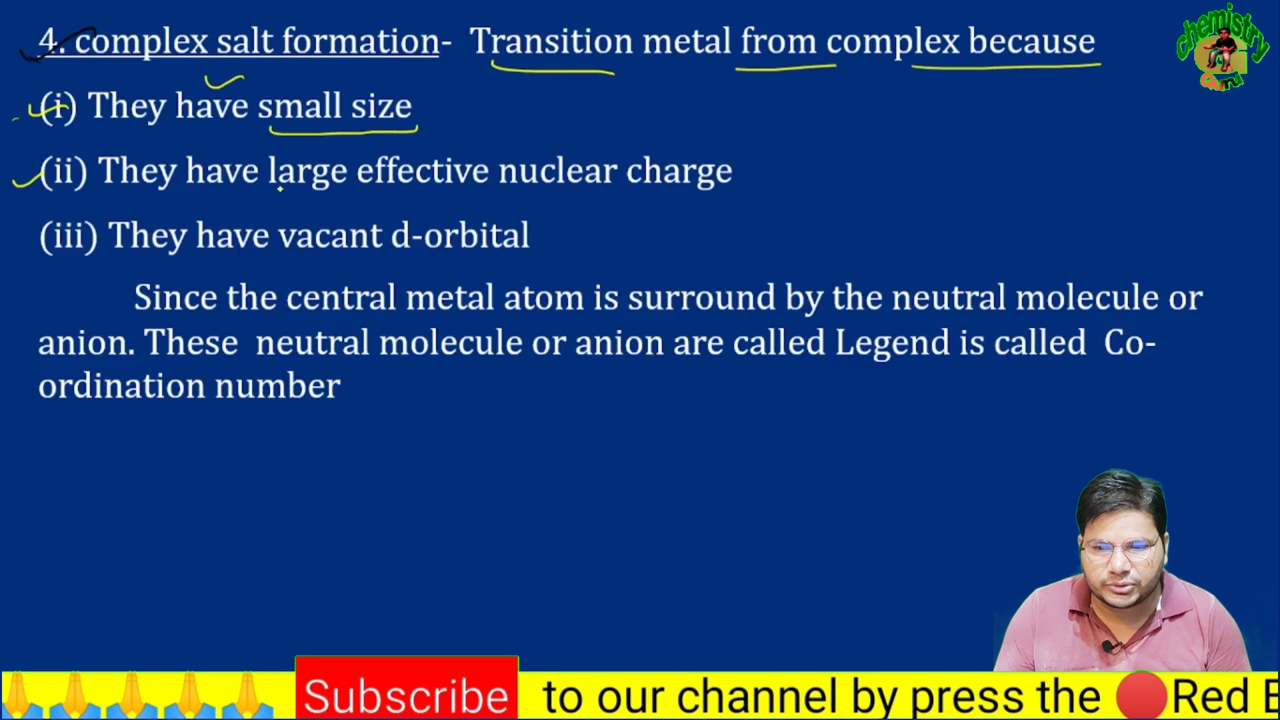 4. complex salt formation- Transition metal from complex because
(i) They have small size
(ii) They have large effective nuclear charge
(iii) They have vacant d-orbital
Since the central metal atom is surround by the neutral molecule or
anion. These neutral molecule or anion are called Legend is called Co-
ordination number
chemistry
Subscribe to our channel by press the Red